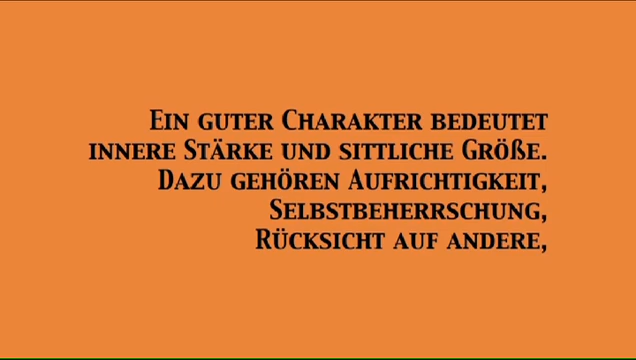 Ein guter Charakter bedeutet
innere Stärke und sittliche Größe.
Dazu gehören Aufrichtigkeit,
Selbstbeherrschung,
Rücksicht auf andere,